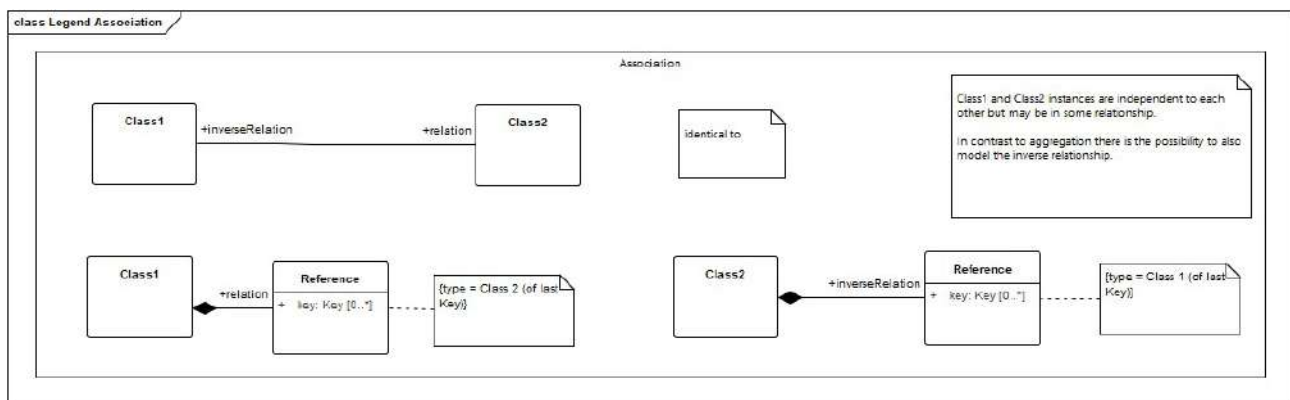 class Legend Association
Association
Class1
+inverseRelation
+relation
Class2
identical to
Class1 and Class2 instances are independent to each
other but may be in some relationship.
In contrast to aggregation there is the possibility to also
model the inverse relationship.
Class1
+relation
Reference
+ key: Key [0..*]
{type = Class 2 (of last
Key)}
Class2
+inverseRelation
Reference
+ key: Key [0..*]
{type = Class 1 (of last
Key)}